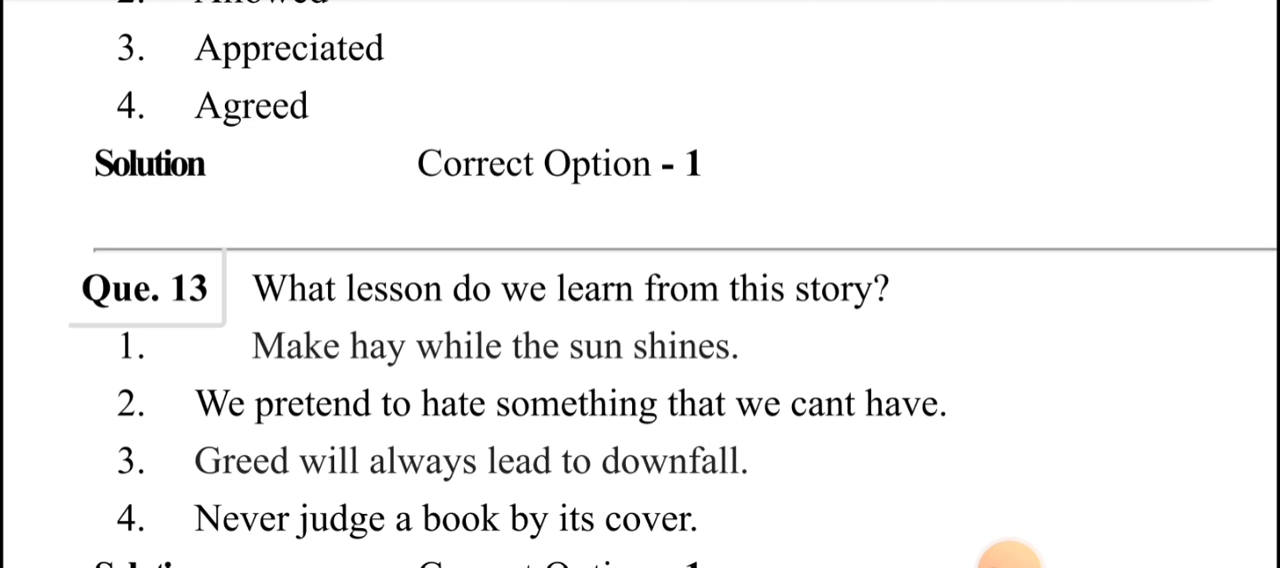 3. Appreciated
4. Agreed
Solution Correct Option - 1
Que. 13 What lesson do we learn from this story?
1. Make hay while the sun shines.
2. We pretend to hate something that we cant have.
3. Greed will always lead to downfall.
4. Never judge a book by its cover.